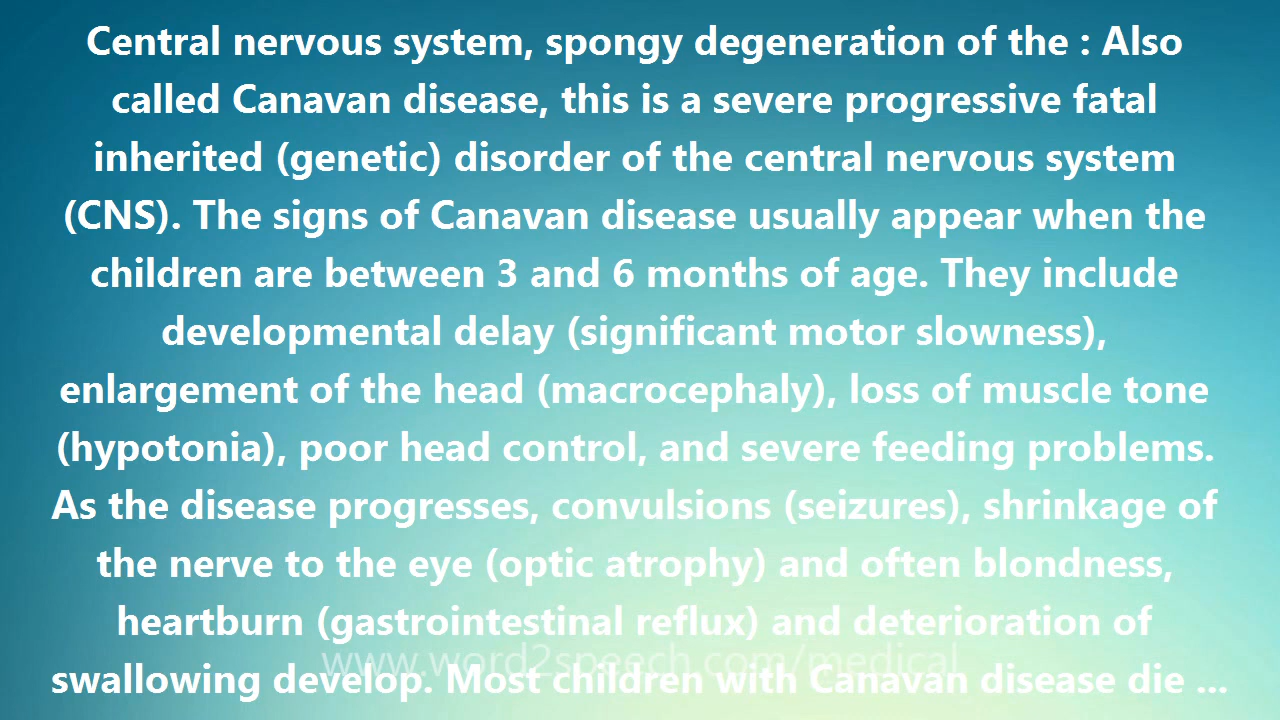 Central nervous system, spongy degeneration of the : Also
called Canavan disease, this is a severe progressive fatal
inherited (genetic) disorder of the central nervous system
(CNS). The signs of Canavan disease usually appear when the
children are between 3 and 6 months of age. They include
developmental delay (significant motor slowness),
enlargement of the head (macrocephaly), loss of muscle tone
(hypotonia), poor head control, and severe feeding problems.
As the disease progresses, convulsions (seizures), shrinkage of
the nerve to the eye (optic atrophy) and often blondness,
heartburn (gastrointestinal reflux) and deterioration of
www.word2speech.com/medical
swallowing develop. Most children with Canavan disease die ...